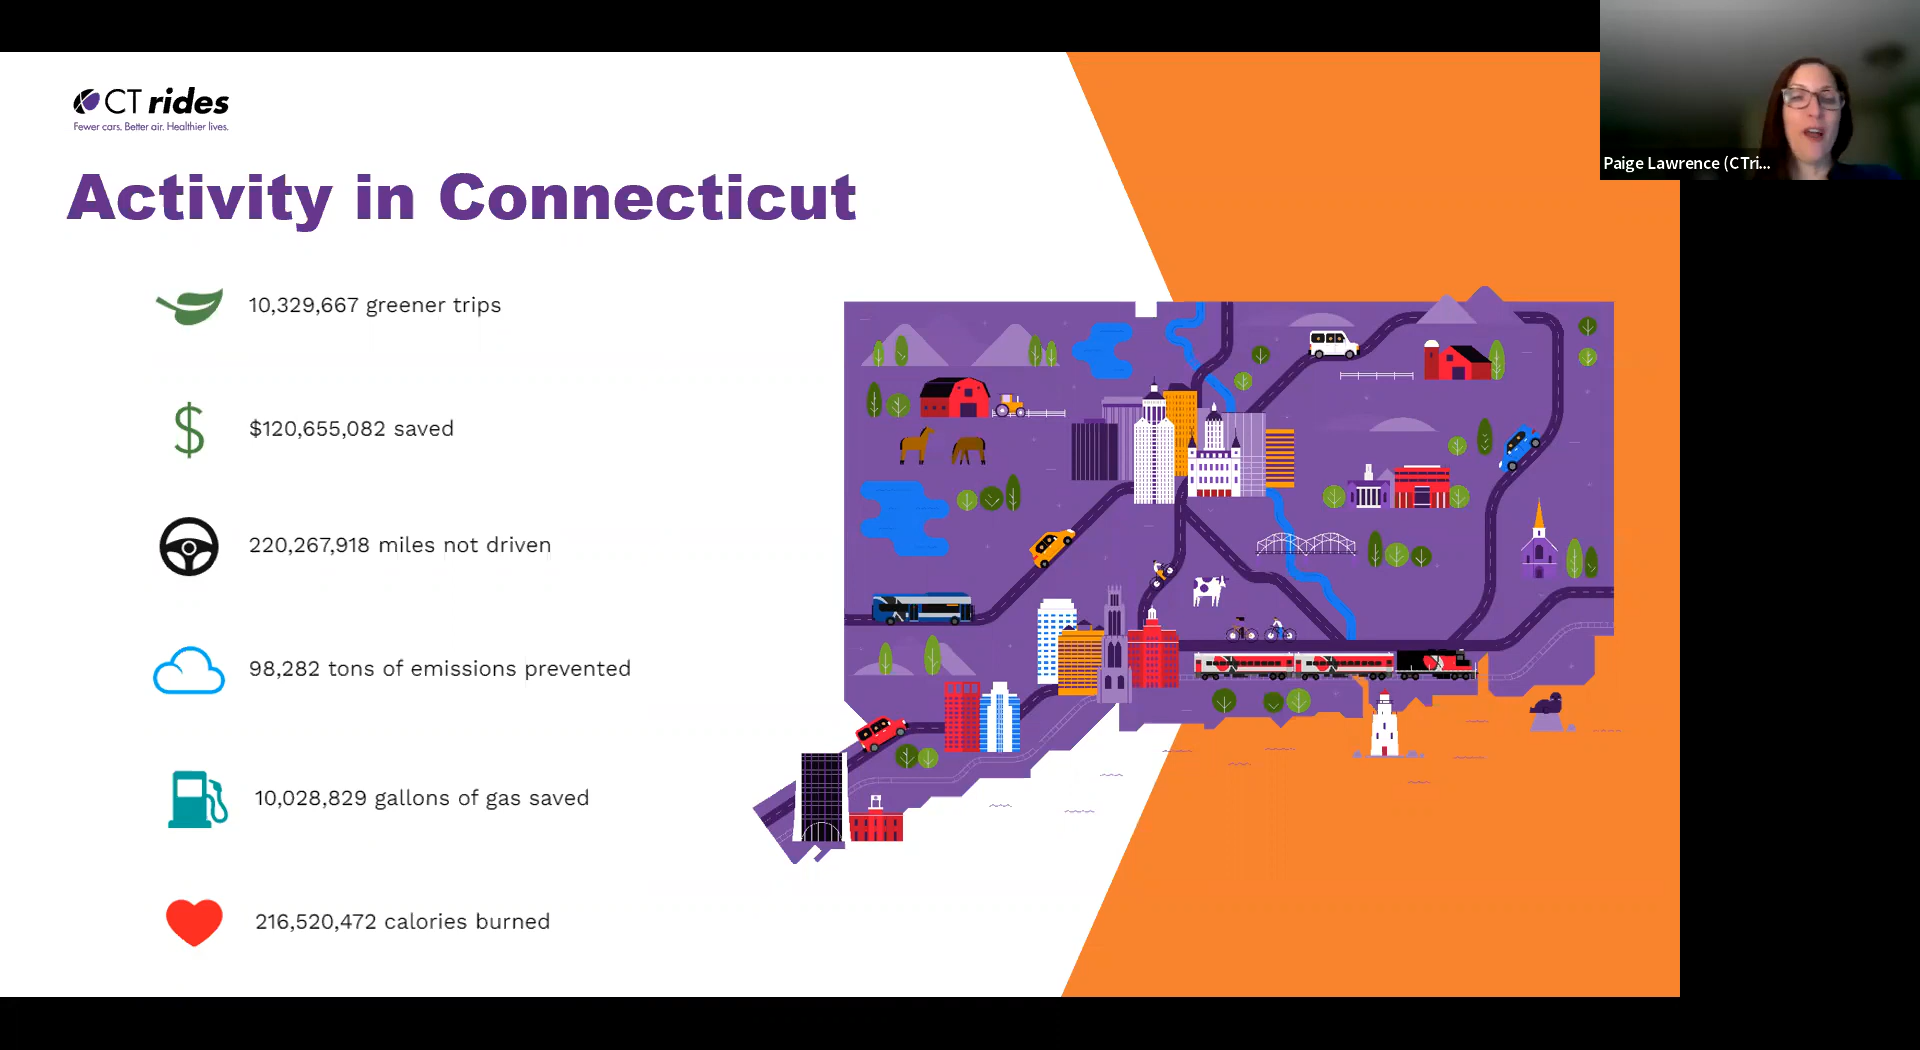 CTrides
Fewer cars. Better air. Healthier lives.
Activity in Connecticut
10,329,667 greener trips
$120,655,082 saved
220,267,918 miles not driven
98,282 tons of emissions prevented
10,028,829 gallons of gas saved
216,520,472 calories burned
Paige Lawrence (CTri...